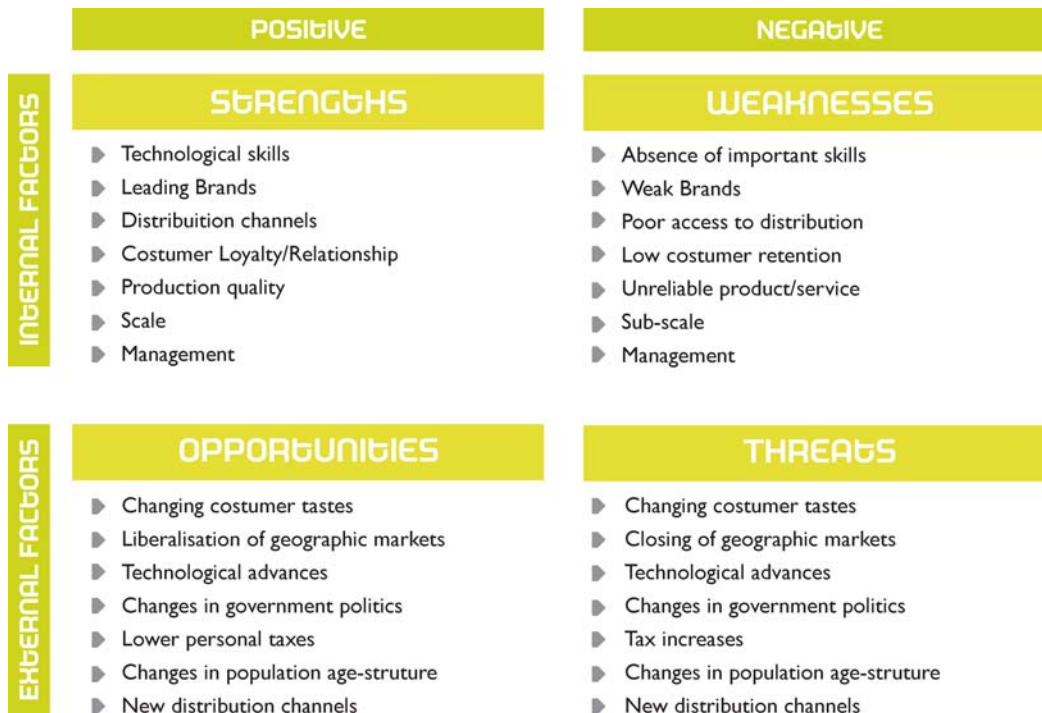 POSITIVE
NEGATIVE
INTERNAL FACTORS
STRENGTHS
Technological skills
Leading Brands
Distribuition channels
Costumer Loyalty/Relationship
Production quality
Scale
Management
WEAKNESSES
Absence of important skills
Weak Brands
Poor access to distribution
Low costumer retention
Unreliable product/service
Sub-scale
Management
EXTERNAL FACTORS
OPPORTUNITIES
Changing costumer tastes
Liberalisation of geographic markets
Technological advances
Changes in government politics
Lower personal taxes
Changes in population age-struture
New distribution channels
THREATS
Changing costumer tastes
Closing of geographic markets
Technological advances
Changes in government politics
Tax increases
Changes in population age-struture
New distribution channels